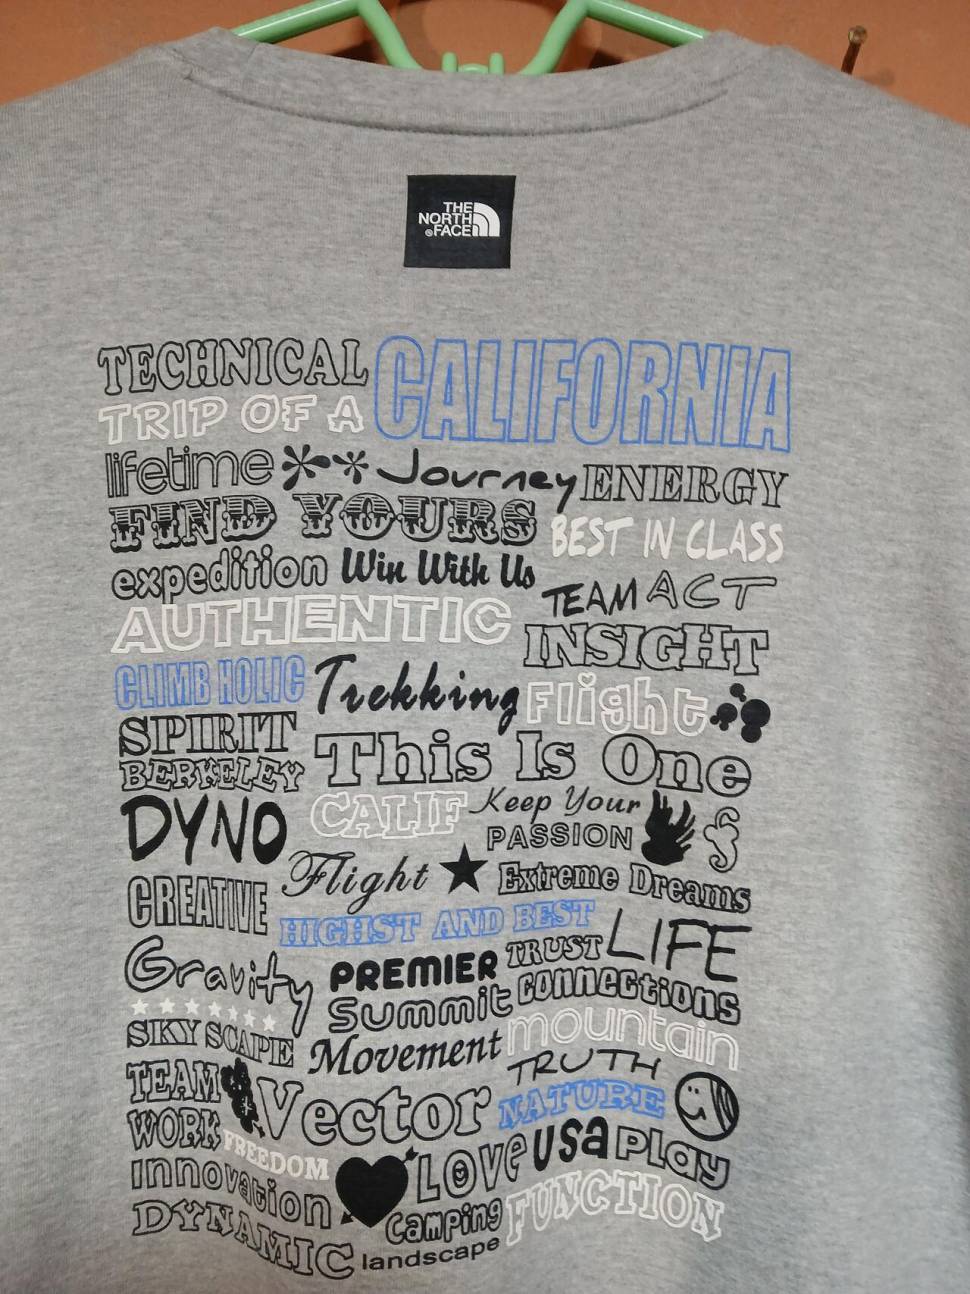 THE
NORTH
FACE
TECHNICAL CALIFORNIA
TRIP OF A
lifetime Journey ENERGY
FIND YOURS BEST IN CLASS
expedition Win With Us
TEAM ACT
AUTHENTIC INSIGHT
CLIMB HOLIC Trekking Flight
SPIRIT This Is One
BERKELEY
DYNO CALIF Keep Your
PASSION
Flight Extreme Dreams
CREATIVE HIGHST AND BEST
TRUST LIFE
Gravity PREMIER connections
Summit
SKY SCAPE Movement mountain
TRUTH
TEAM Vector NATURE
WORK FREEDOM LOVE USA Play
Innovation Camping FUNCTION
DYNAMIC landscape